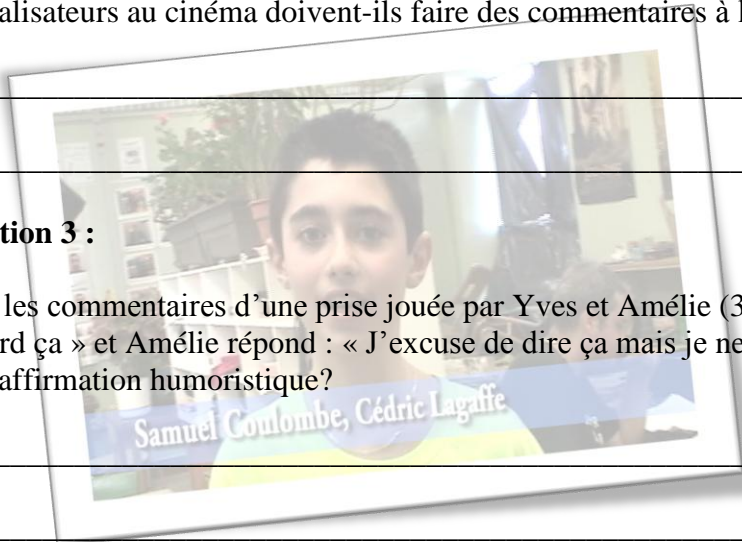 alisateurs au cinéma doivent-ils faire des commentaires à l
tion 3 :
les commentaires d’une prise jouée par Yves et Amélie (3
rd ça » et Amélie répond : « J’excuse de dire ça mais je ne
affirmation humoristique?
Samuel Coulombe, Cédric Lagaffe